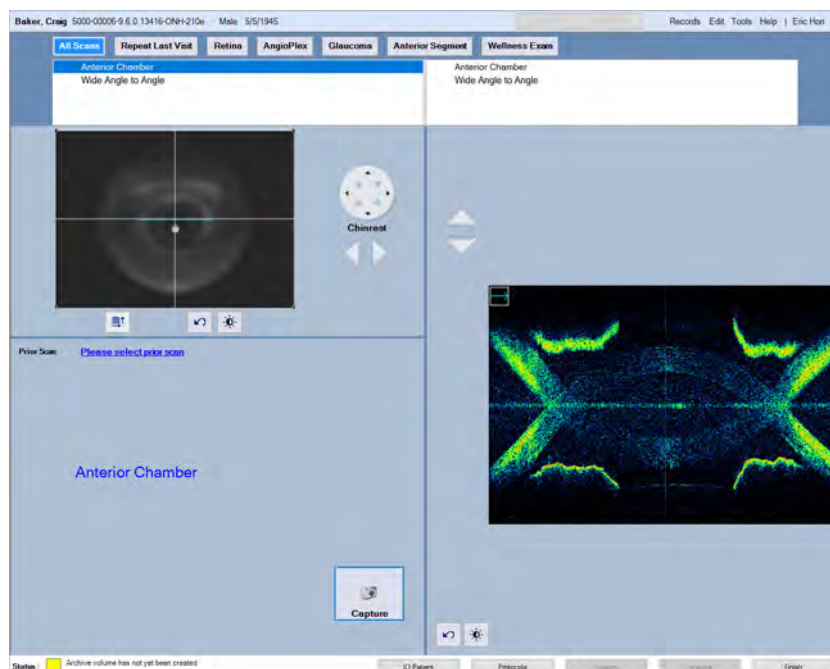 Baker, Craig 5000-00006-9.6.0.13416-ONH-210e Male 5/5/1945 Records Edit Tools Help | Eric Hon
All Scans Repeat Last Visit Retina AngioPlex Glaucoma Anterior Segment Wellness Exam
Anterior Chamber
Wide Angle to Angle
Anterior Chamber
Wide Angle to Angle
Chinrest
Prior Scan: Please select prior scan
Anterior Chamber
Capture
Status : Archive volume has not yet been created
ID Patient Protocols Finish